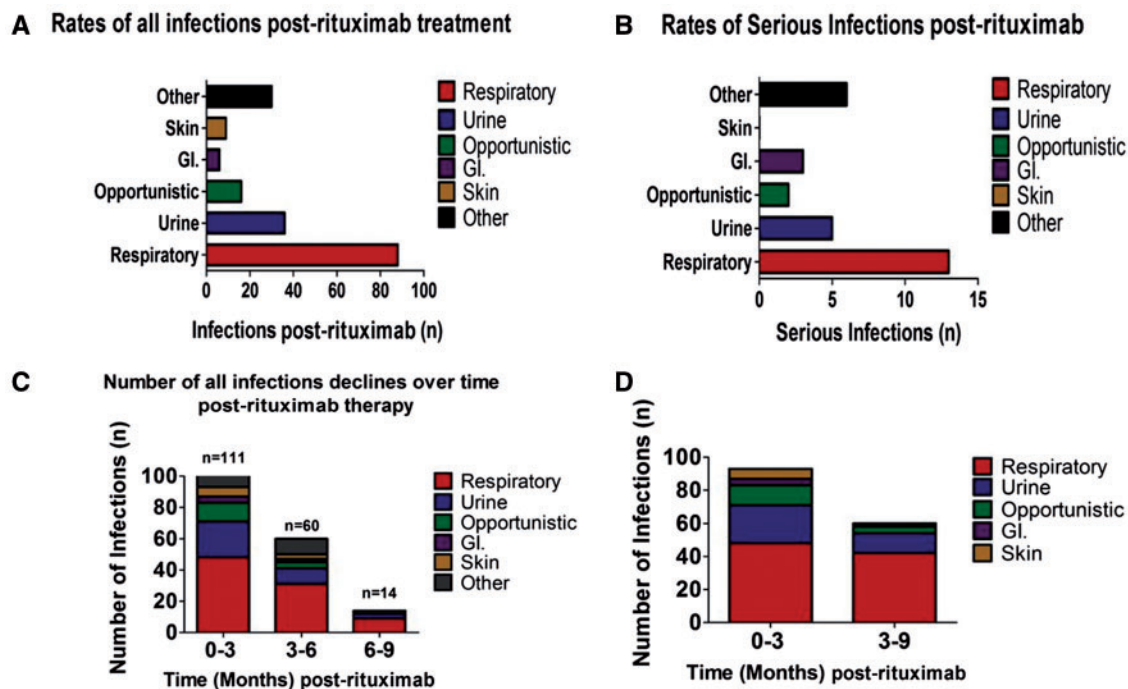 A Rates of all infections post-rituximab treatment
Other
Skin
GI.
Opportunistic
Urine
Respiratory
0 20 40 60 80 100
Infections post-rituximab (n)
Respiratory
Urine
Opportunistic
GI.
Skin
Other
B Rates of Serious Infections post-rituximab
Other
Skin
GI.
Opportunistic
Urine
Respiratory
0 5 10 15
Serious Infections (n)
Respiratory
Urine
Opportunistic
GI.
Skin
Other
C Number of all infections declines over time
post-rituximab therapy
Number of Infections (n)
100
80
60
40
20
0
n=111
n=60
n=14
0-3 3-6 6-9
Time (Months) post-rituximab
Respiratory
Urine
Opportunistic
GI.
Skin
Other
D
Number of Infections (n)
100
80
60
40
20
0
0-3 3-9
Time (Months) post-rituximab
Respiratory
Urine
Opportunistic
GI.
Skin